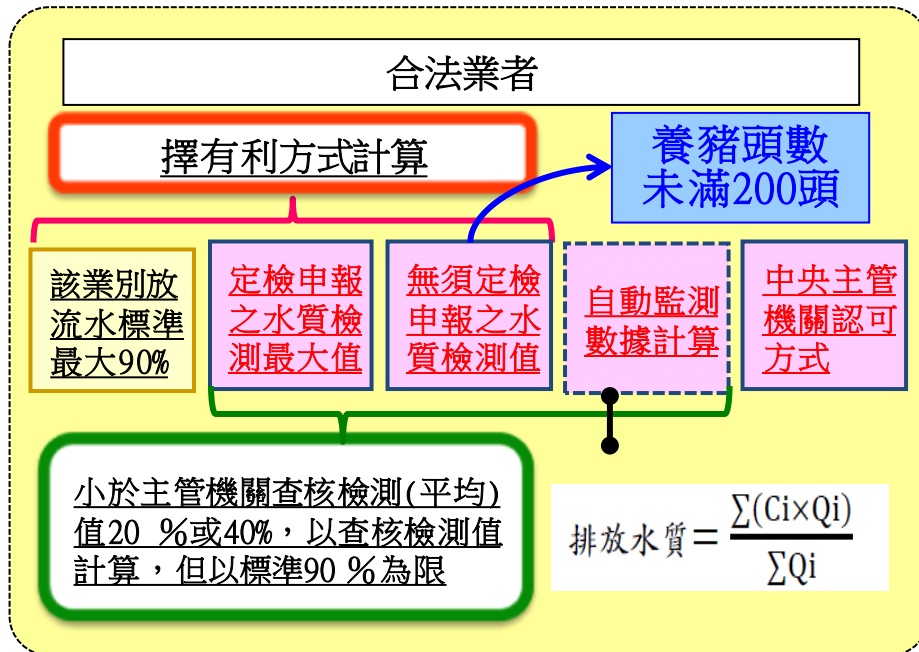 合法業者
擇有利方式計算
養豬頭數
未滿200頭
該業別放
流水標準
最大90%
定檢申報
之水質檢
測最大值
無須定檢
申報之水
質檢測值
自動監測
數據計算
中央主管
機關認可
方式
小於主管機關查核檢測(平均)
值20 %或40%，以查核檢測值
計算，但以標準90 %為限
排放水質=∑(Ci×Qi)
∑Qi